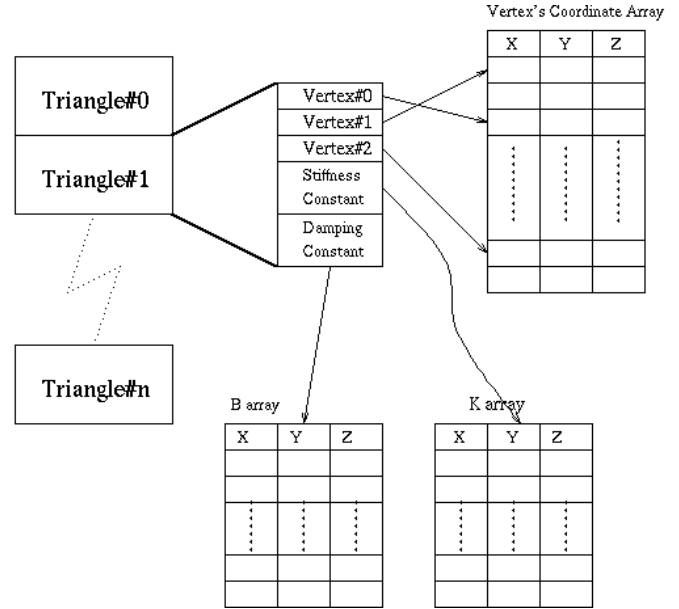 Vertex's Coordinate Array
X Y Z
Triangle#0
Triangle#1
Triangle#n
Vertex#0
Vertex#1
Vertex#2
Stiffness
Constant
Damping
Constant
B array
X Y Z
K array
X Y Z